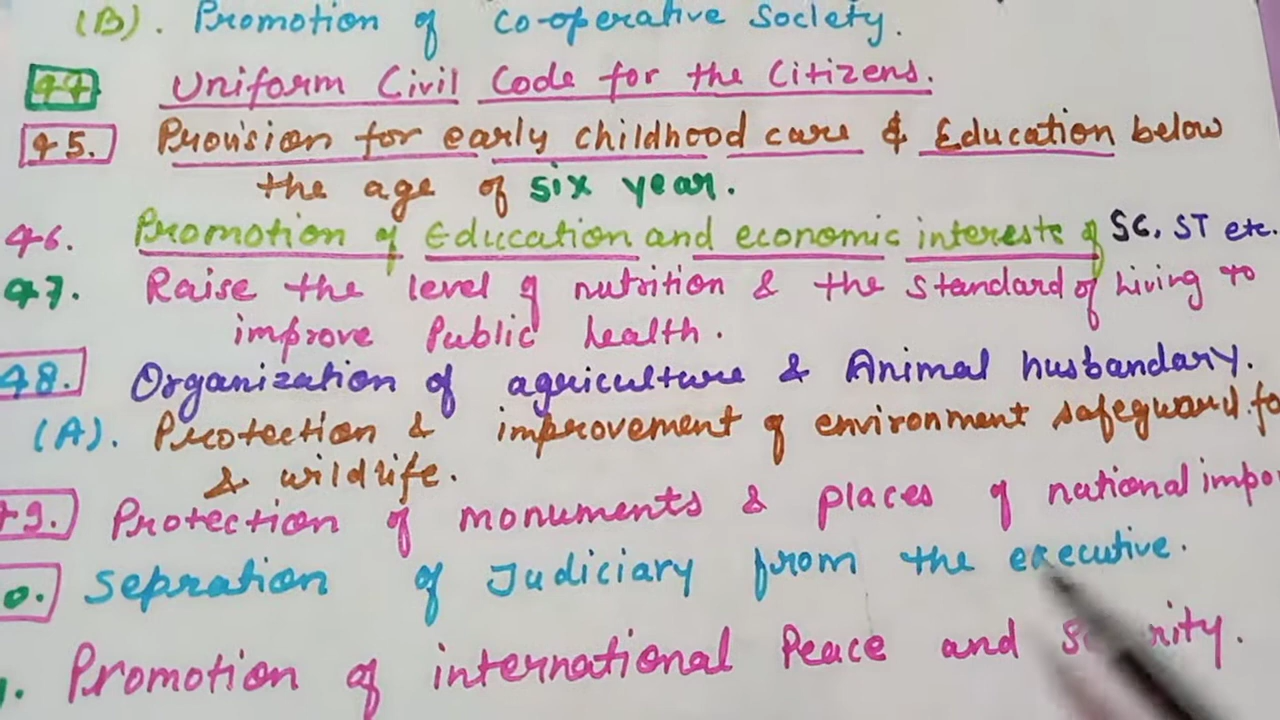 (B). Promotion of Co-operative Society.
44 Uniform Civil Code for the Citizens.
45. Provision for early childhood care & Education below
the age of six year.
46. Promotion of Education and economic interests of SC, ST etc.
47. Raise the level of nutrition & the standard of living to
improve Public health.
48. Organization of agriculture & Animal husbandary.
(A). Protection & improvement of environment safeguard fo
& wildlife.
49. Protection of monuments & places of national impo
0. Sepration of Judiciary from the executive.
Promotion of international Peace and